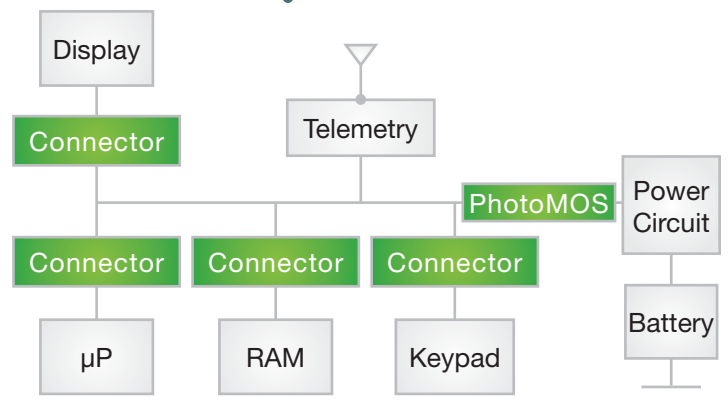 Display
Connector
Telemetry
PhotoMOS
Power
Circuit
Connector
Connector
Connector
Battery
µP
RAM
Keypad